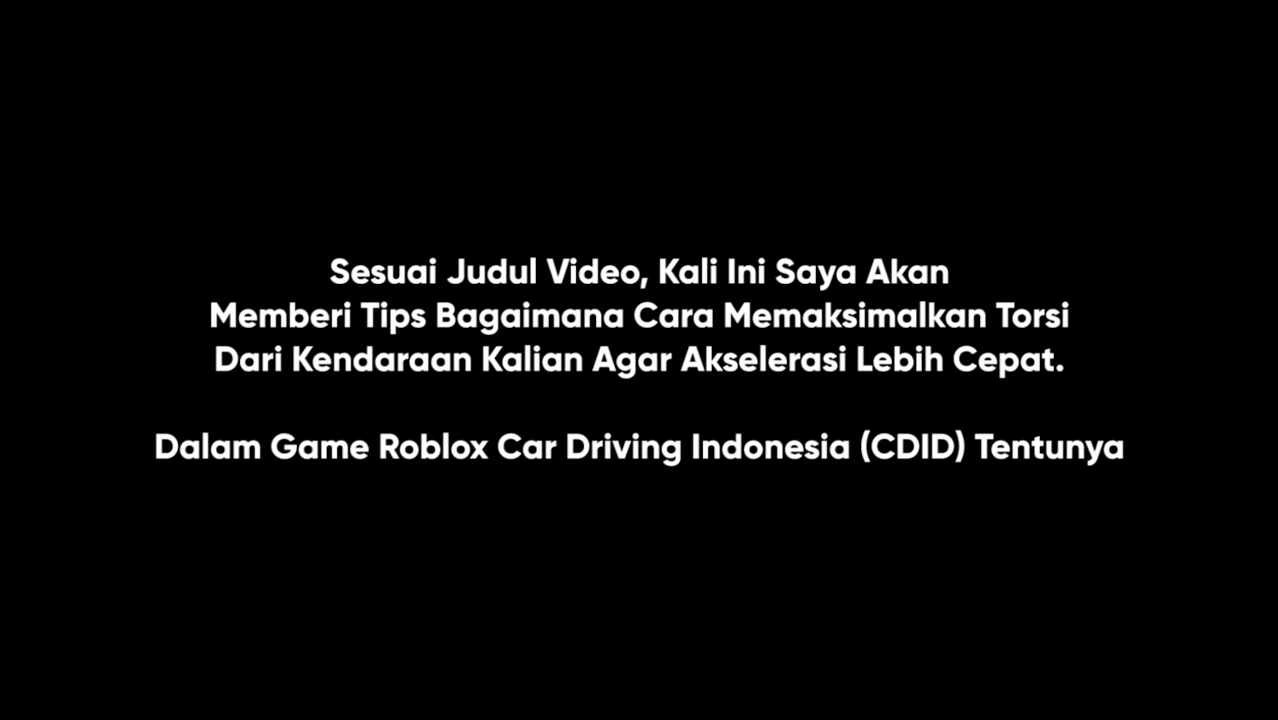 Sesuai Judul Video, Kali Ini Saya Akan
Memberi Tips Bagaimana Cara Memaksimalkan Torsi
Dari Kendaraan Kalian Agar Akselerasi Lebih Cepat.
Dalam Game Roblox Car Driving Indonesia (CDID) Tentunya